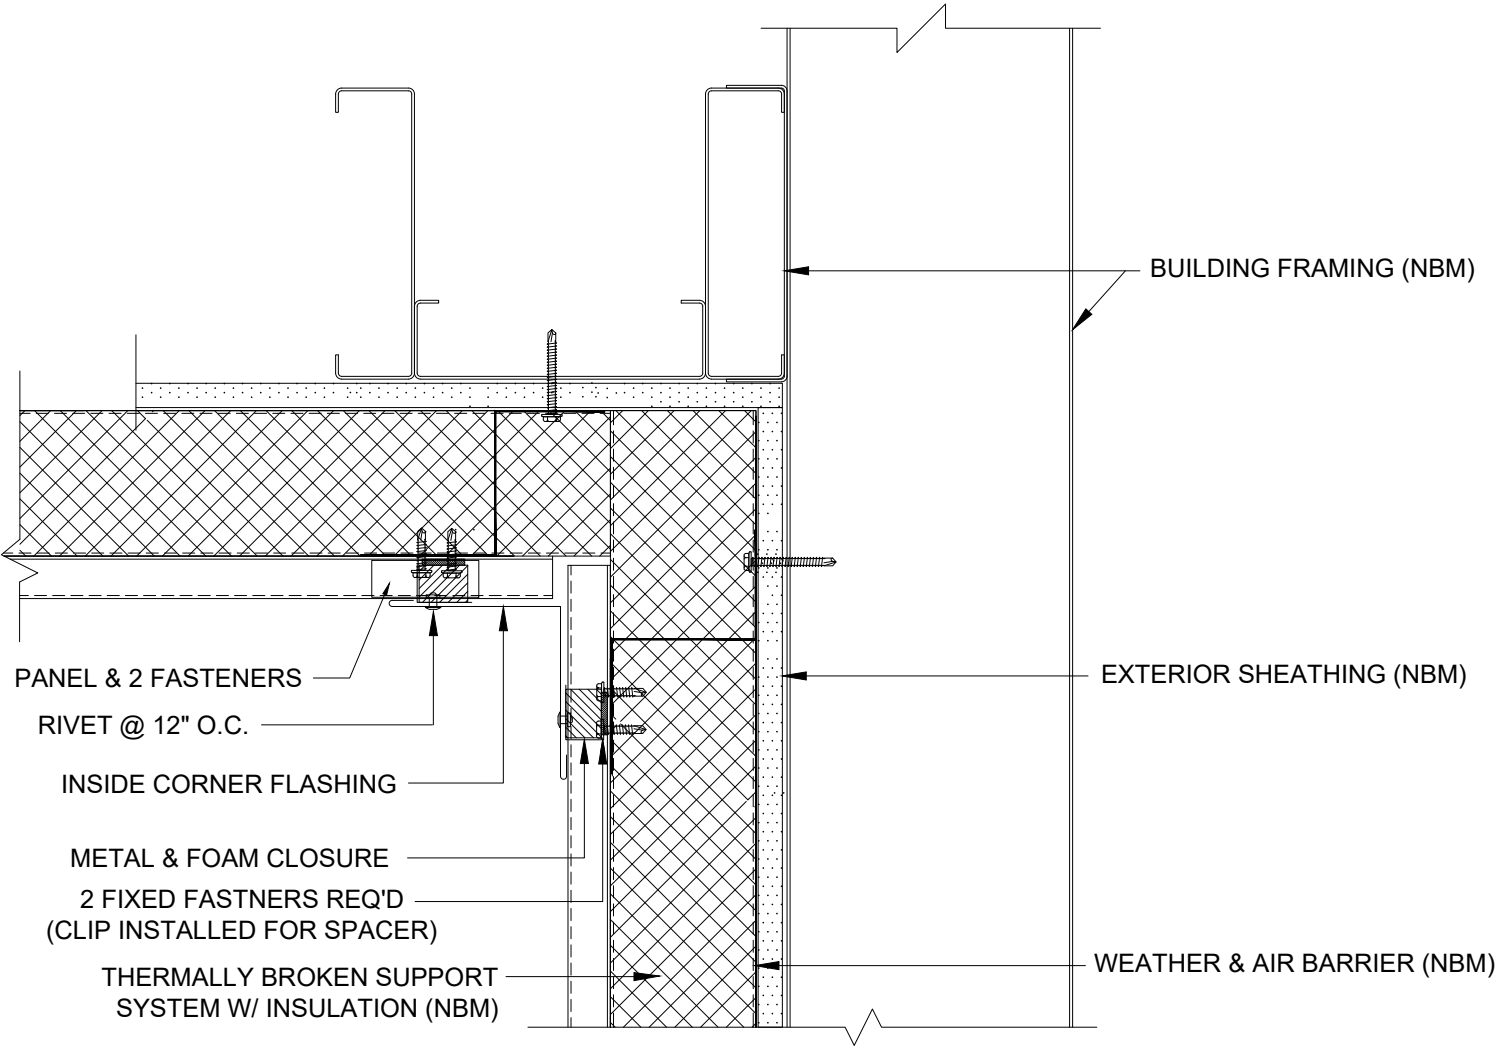 BUILDING FRAMING (NBM)
PANEL & 2 FASTENERS
EXTERIOR SHEATHING (NBM)
RIVET @ 12" O.C.
INSIDE CORNER FLASHING
METAL & FOAM CLOSURE
2 FIXED FASTNERS REQ'D
(CLIP INSTALLED FOR SPACER)
THERMALLY BROKEN SUPPORT
SYSTEM W/ INSULATION (NBM)
WEATHER & AIR BARRIER (NBM)